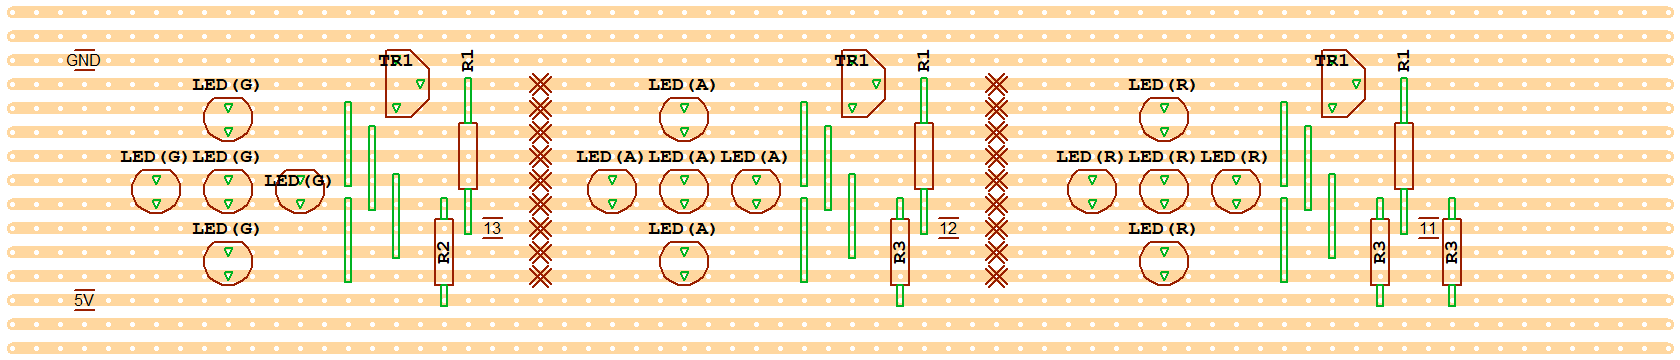 GND TR1 R1 TR1 R1 TR1 R1
LED(G) LED(A) LED(R)
LED(G) LED(G) LED(A) LED(A) LED(A) LED(R) LED(R) LED(R)
LED(G)
LED(G) 13 LED(A) 12 LED(R) 11
R2 R3 R3 R3
5V